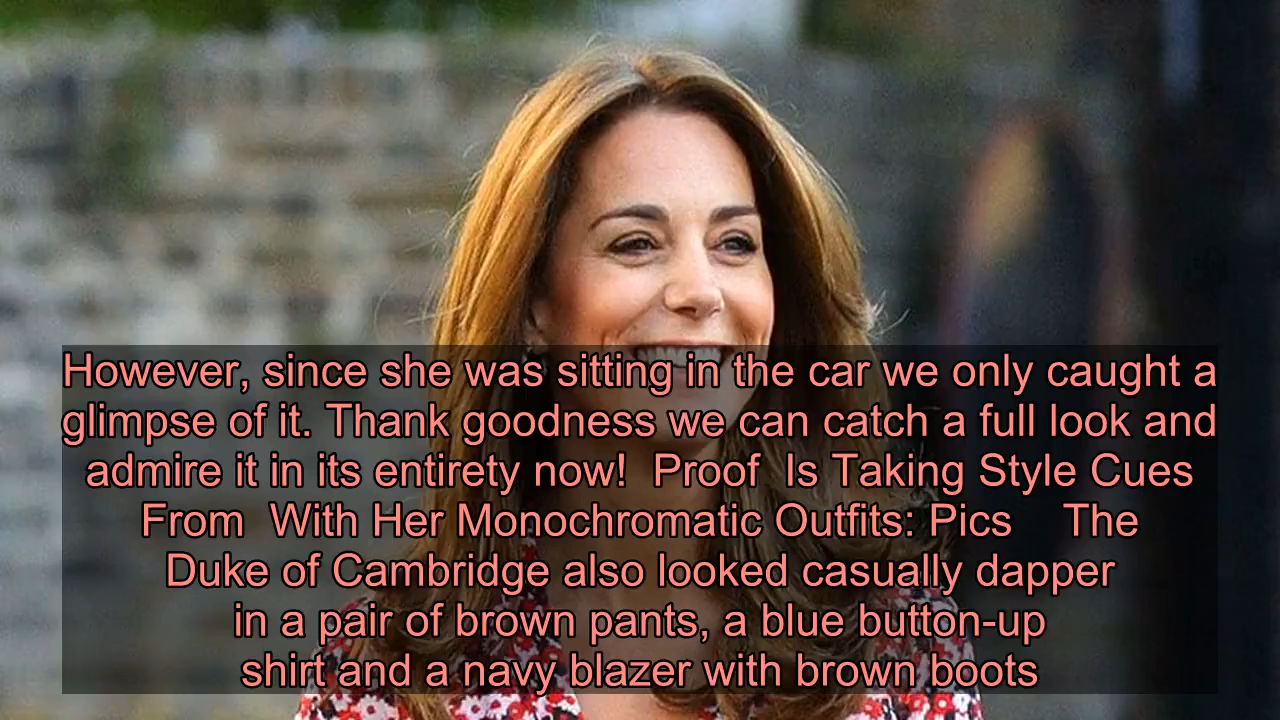 However, since she was sitting in the car we only caught a
glimpse of it. Thank goodness we can catch a full look and
admire it in its entirety now!  Proof  Is Taking Style Cues
From  With Her Monochromatic Outfits: Pics    The
Duke of Cambridge also looked casually dapper
in a pair of brown pants, a blue button-up
shirt and a navy blazer with brown boots